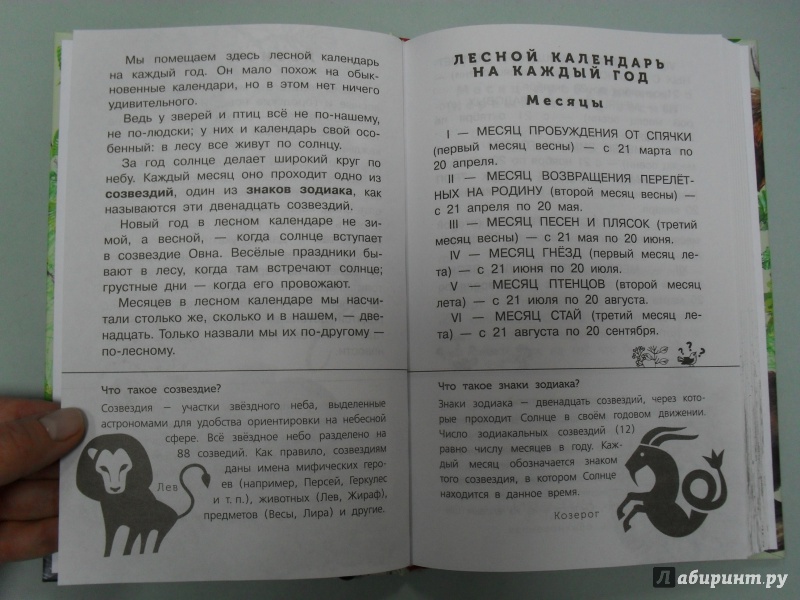 Мы помещаем здесь лесной календарь
на каждый год. Он мало похож на обык-
новенные календари, но в этом нет ничего
удивительного.
Ведь у зверей и птиц всё не по-нашему,
не по-людски; у них и календарь свой осо-
бенный: в лесу все живут по солнцу.
За год солнце делает широкий круг по
небу. Каждый месяц оно проходит одно из
созвездий, один из знаков зодиака, как
называются эти двенадцать созвездий.
Новый год в лесном календаре не зи-
мой, а весной, — когда солнце вступает
в созвездие Овна. Весёлые праздники бы-
вают в лесу, когда там встречают солнце;
грустные дни — когда его провожают.
Месяцев в лесном календаре мы насчи-
тали столько же, сколько и в нашем, — две-
надцать. Только назвали мы их по-другому —
по-лесному.
Что такое созвездие?
Созвездия – участки звёздного неба, выделенные
астрономами для удобства ориентировки на небесной
сфере. Всё звёздное небо разделено на
88 созведий. Как правило, созвездиям
даны имена мифических геро-
ев (например, Персей, Геркулес
и т. п.), животных (Лев, Жираф),
предметов (Весы, Лира) и другие.
Лев
ЛЕСНОЙ КАЛЕНДАРЬ
НА КАЖДЫЙ ГОД
Месяцы
I — МЕСЯЦ ПРОБУЖДЕНИЯ ОТ СПЯЧКИ
(первый месяц весны) — с 21 марта по
20 апреля.
II — МЕСЯЦ ВОЗВРАЩЕНИЯ ПЕРЕЛЁТ-
НЫХ НА РОДИНУ (второй месяц весны) —
с 21 апреля по 20 мая.
III — МЕСЯЦ ПЕСЕН И ПЛЯСОК (третий
месяц весны) — с 21 мая по 20 июня.
IV — МЕСЯЦ ГНЁЗД (первый месяц ле-
та) — с 21 июня по 20 июля.
V — МЕСЯЦ ПТЕНЦОВ (второй месяц
лета) — с 21 июля по 20 августа.
VI — МЕСЯЦ СТАЙ (третий месяц ле-
та) — с 21 августа по 20 сентября.
???
Что такое знаки зодиака?
Знаки зодиака – двенадцать созвездий, через кото-
рые проходит Солнце в своём годовом движении.
Число зодиакальных созвездий (12)
равно числу месяцев в году. Каж-
дый месяц обозначается знаком
того созвездия, в котором Солнце
находится в данное время.
Козерог
Лабиринт.ру